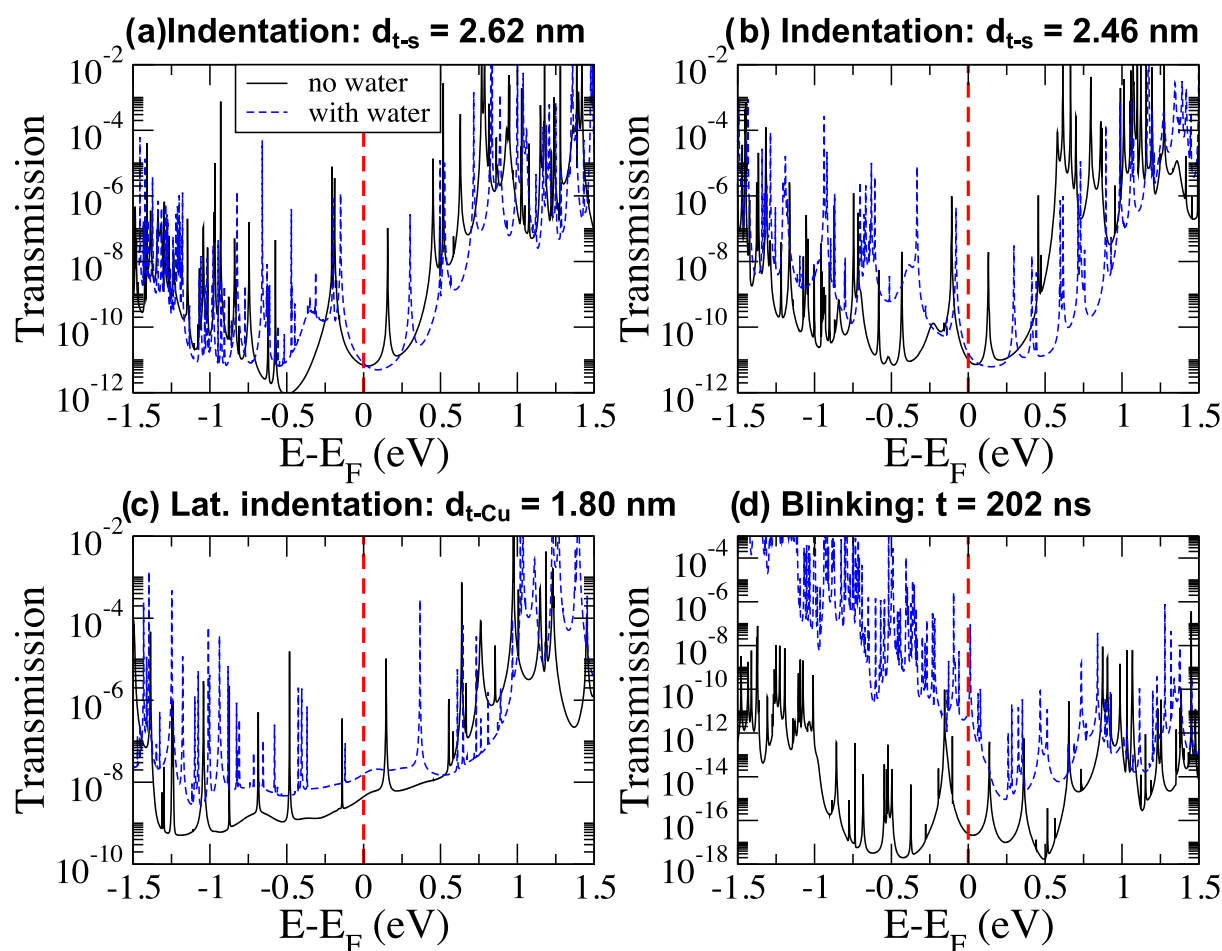 (a)Indentation: dt-s = 2.62 nm
10-2
10-4
10-6
10-8
10-10
10-12
Transmission
no water
with water
-1.5 -1 -0.5 0 0.5 1 1.5
E-EF (eV)
(b) Indentation: dt-s = 2.46 nm
10-2
10-4
10-6
10-8
10-10
10-12
Transmission
-1.5 -1 -0.5 0 0.5 1 1.5
E-EF (eV)
(c) Lat. indentation: dt-Cu = 1.80 nm
10-2
10-4
10-6
10-8
10-10
Transmission
-1.5 -1 -0.5 0 0.5 1 1.5
E-EF (eV)
(d) Blinking: t = 202 ns
10-4
10-6
10-8
10-10
10-12
10-14
10-16
10-18
Transmission
-1.5 -1 -0.5 0 0.5 1 1.5
E-EF (eV)